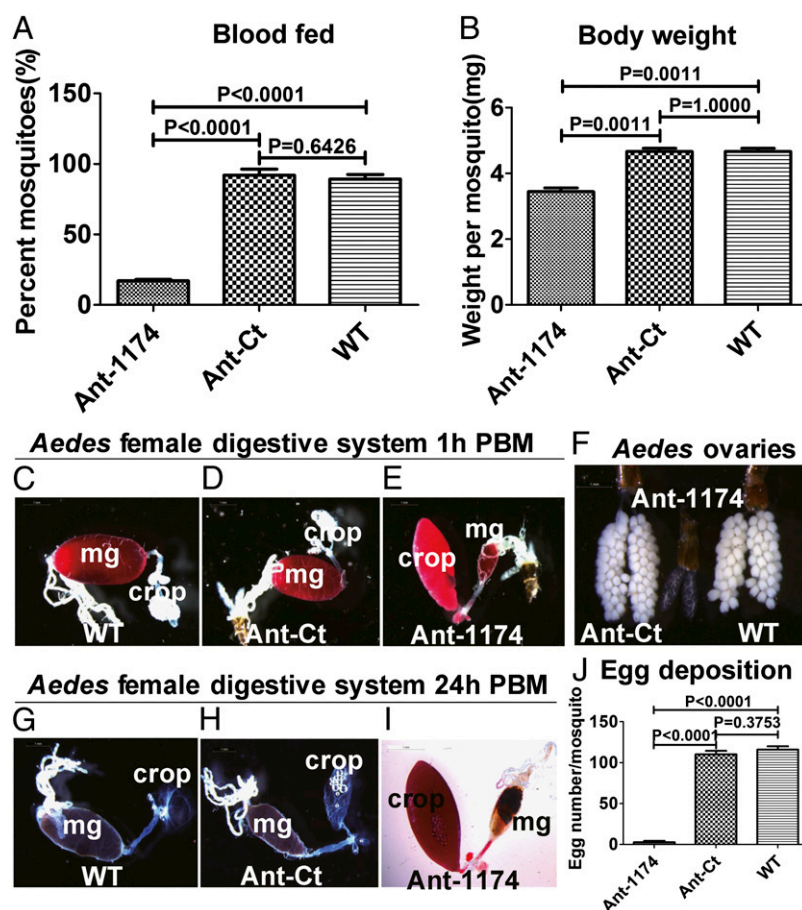 A
Blood fed
Percent mosquitoes(%)
150
100
50
0
P<0.0001
P<0.0001
P=0.6426
Ant-1174
Ant-Ct
WT
B
Body weight
Weight per mosquito(mg)
6
4
2
0
P=0.0011
P=0.0011
P=1.0000
Ant-1174
Ant-Ct
WT
Aedes female digestive system 1h PBM
C
mg
crop
WT
D
crop
mg
Ant-Ct
E
crop
mg
Ant-1174
F
Aedes ovaries
Ant-1174
Ant-Ct
WT
Aedes female digestive system 24h PBM
G
crop
mg
WT
H
crop
mg
Ant-Ct
I
crop
mg
Ant-1174
J
Egg deposition
Egg number/mosquito
150
100
50
0
P<0.0001
P<0.0001
P=0.3753
Ant-1174
Ant-Ct
WT